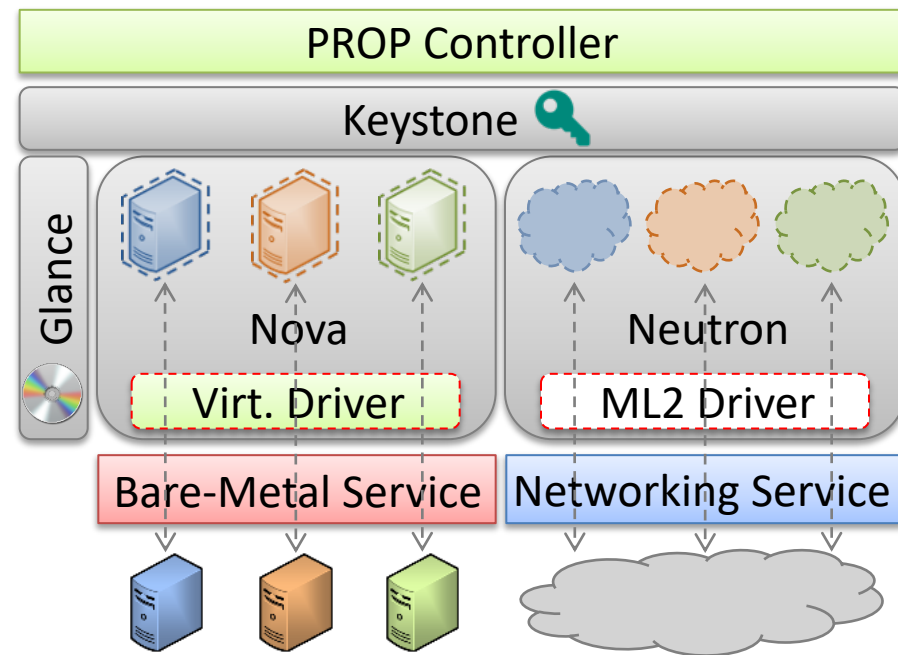 PROP Controller
Keystone
Glance
Nova
Neutron
Virt. Driver
ML2 Driver
Bare-Metal Service
Networking Service